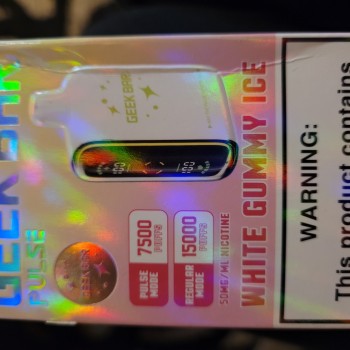 GEEK BAR
PULSE
GEEK BAR
PULSE
MODE
7500
PUFFS
REGULAR
MODE
15000
PUFFS
50MG/ML NICOTINE
WHITE GUMMY ICE
WARNING:
This product contains